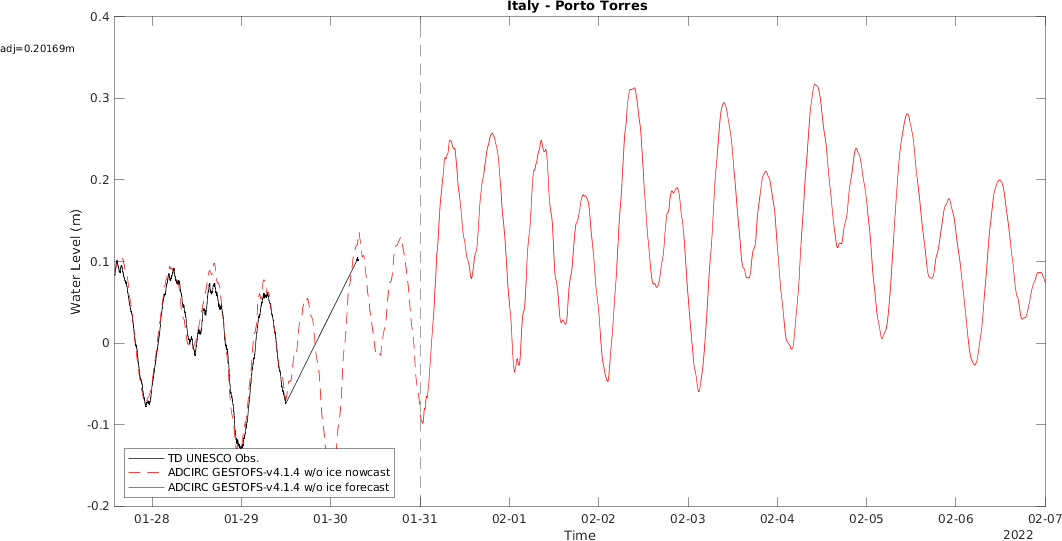 Italy - Porto Torres
adj=0.20169m
0.4
0.3
0.2
0.1
0
-0.1
-0.2
Water Level (m)
TD UNESCO Obs.
ADCIRC GESTOFS-v4.1.4 w/o ice nowcast
ADCIRC GESTOFS-v4.1.4 w/o ice forecast
01-28 01-29 01-30 01-31 02-01 02-02 02-03 02-04 02-05 02-06 02-07
Time
2022